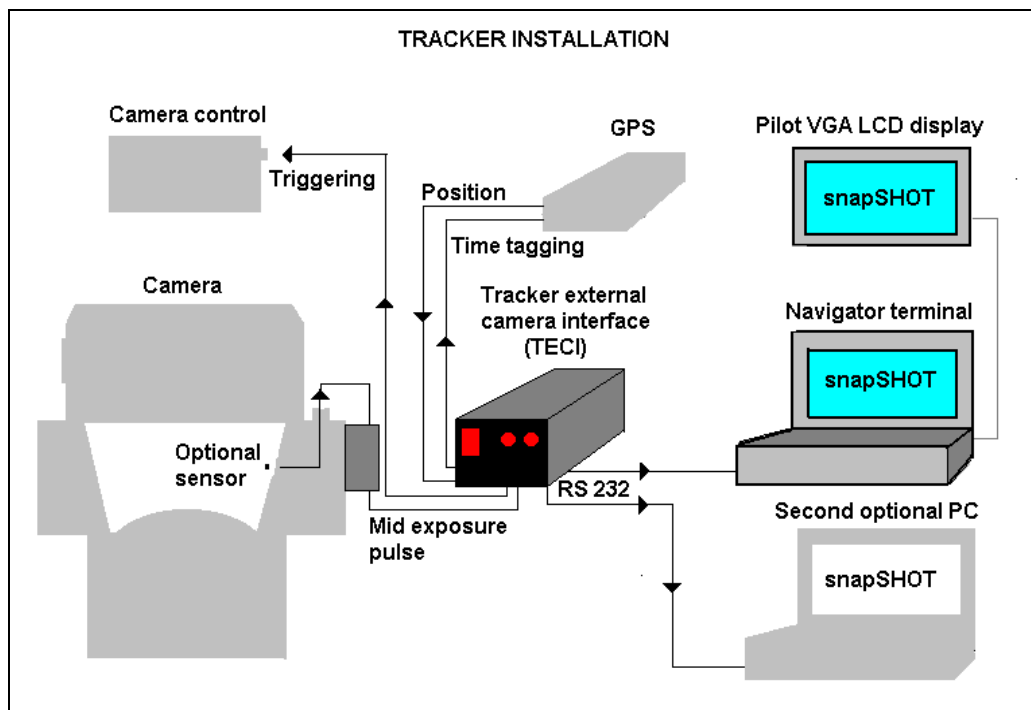 TRACKER INSTALLATION
Camera control
GPS
Pilot VGA LCD display
Triggering
Position
snapSHOT
Time tagging
Camera
Tracker external
camera interface
(TECI)
Navigator terminal
snapSHOT
Optional
sensor
RS 232
Mid exposure
pulse
Second optional PC
snapSHOT